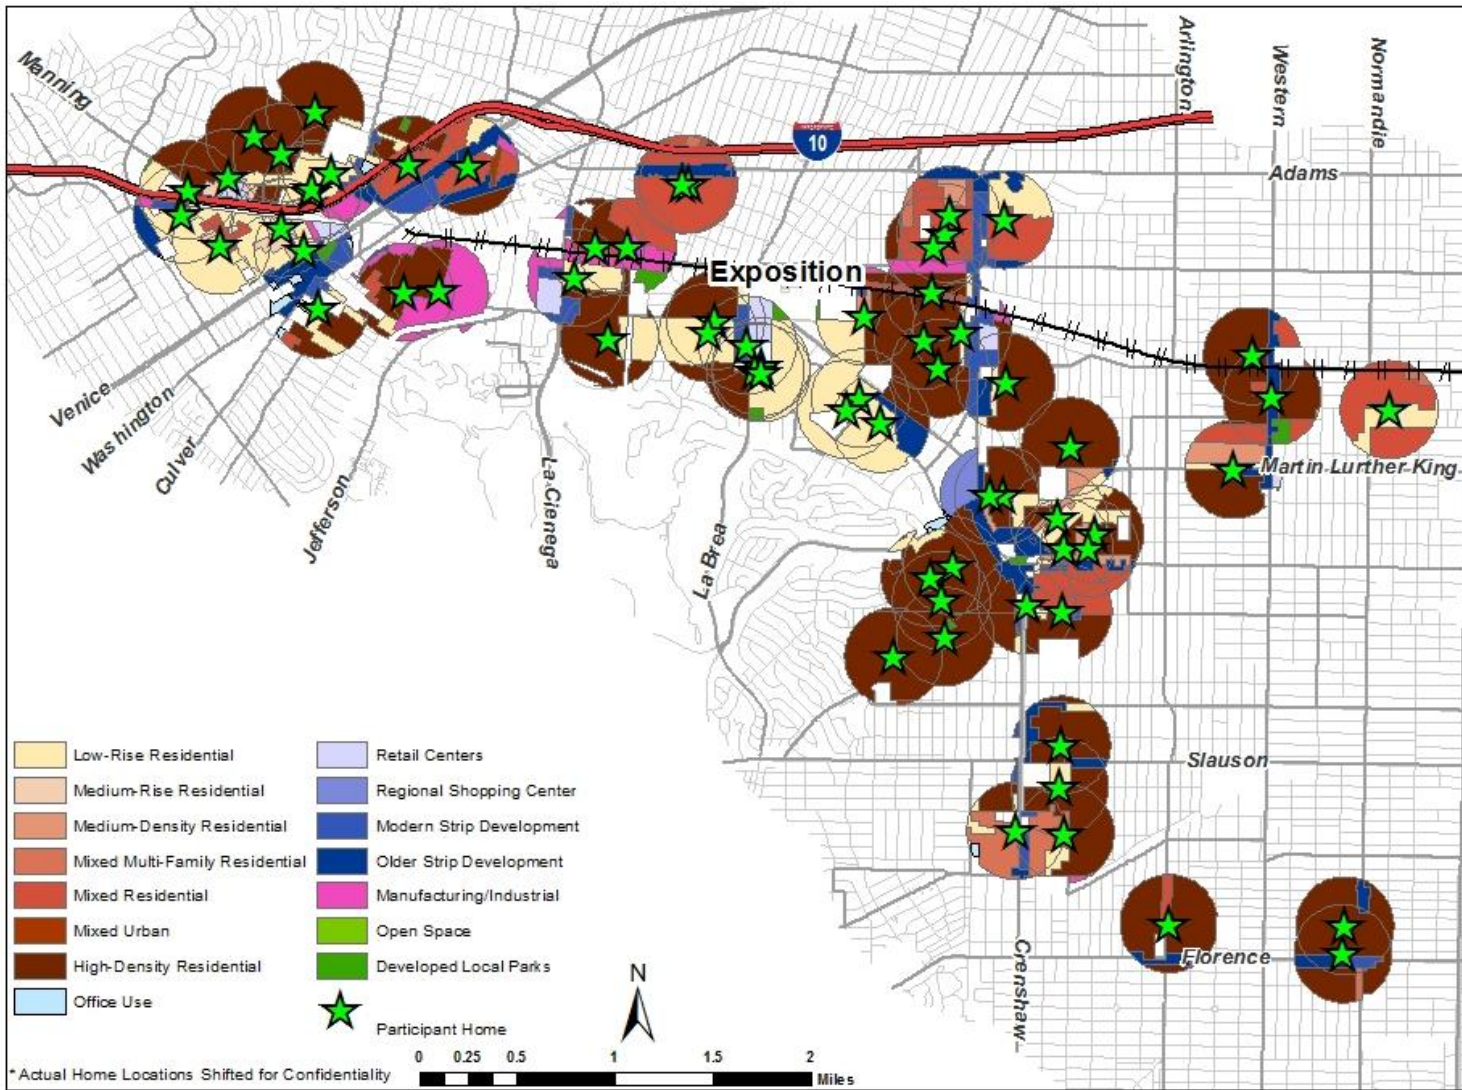 Manning
Arlington
Western
Normandie
INTERSTATE
10
Adams
Exposition
Venice
Washington
Culver
Jefferson
La Cienega
La Brea
Martin Lurther King
Slauson
Crenshaw
Florence
Low-Rise Residential
Medium-Rise Residential
Medium-Density Residential
Mixed Multi-Family Residential
Mixed Residential
Mixed Urban
High-Density Residential
Office Use
Retail Centers
Regional Shopping Center
Modern Strip Development
Older Strip Development
Manufacturing/Industrial
Open Space
Developed Local Parks
Participant Home
N
0 0.25 0.5 1 1.5 2
Miles
* Actual Home Locations Shifted for Confidentiality